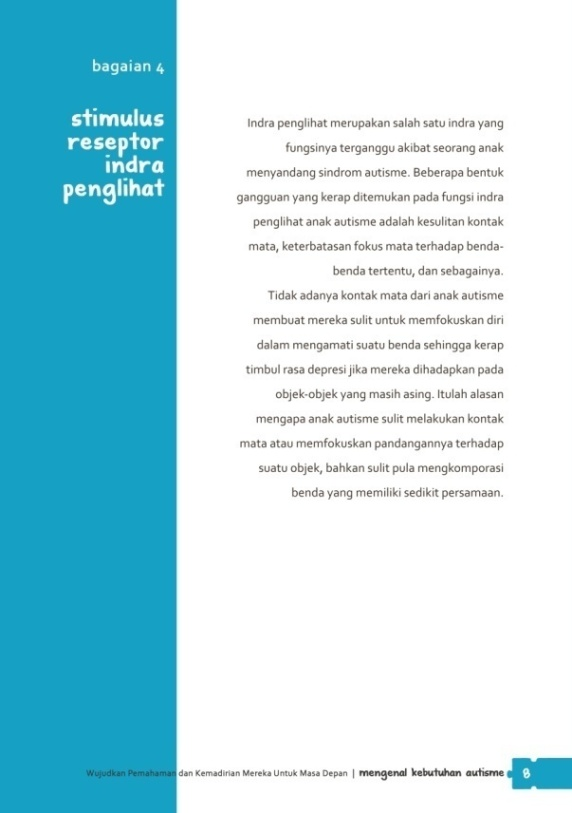 bagaian 4
stimulus
reseptor
indra
penglihat
Indra penglihat merupakan salah satu indra yang
fungsinya terganggu akibat seorang anak
menyandang sindrom autisme. Beberapa bentuk
gangguan yang kerap ditemukan pada fungsi indra
penglihat anak autisme adalah kesulitan kontak
mata, keterbatasan fokus mata terhadap benda-
benda tertentu, dan sebagainya.
Tidak adanya kontak mata dari anak autisme
membuat mereka sulit untuk memfokuskan diri
dalam mengamati suatu benda sehingga kerap
timbul rasa depresi jika mereka dihadapkan pada
objek-objek yang masih asing. Itulah alasan
mengapa anak autisme sulit melakukan kontak
mata atau memfokuskan pandangannya terhadap
suatu objek, bahkan sulit pula mengkomporasi
benda yang memiliki sedikit persamaan.
Wujudkan Pemahaman dan Kemadirian Mereka Untuk Masa Depan | mengenal kebutuhan autisme 8